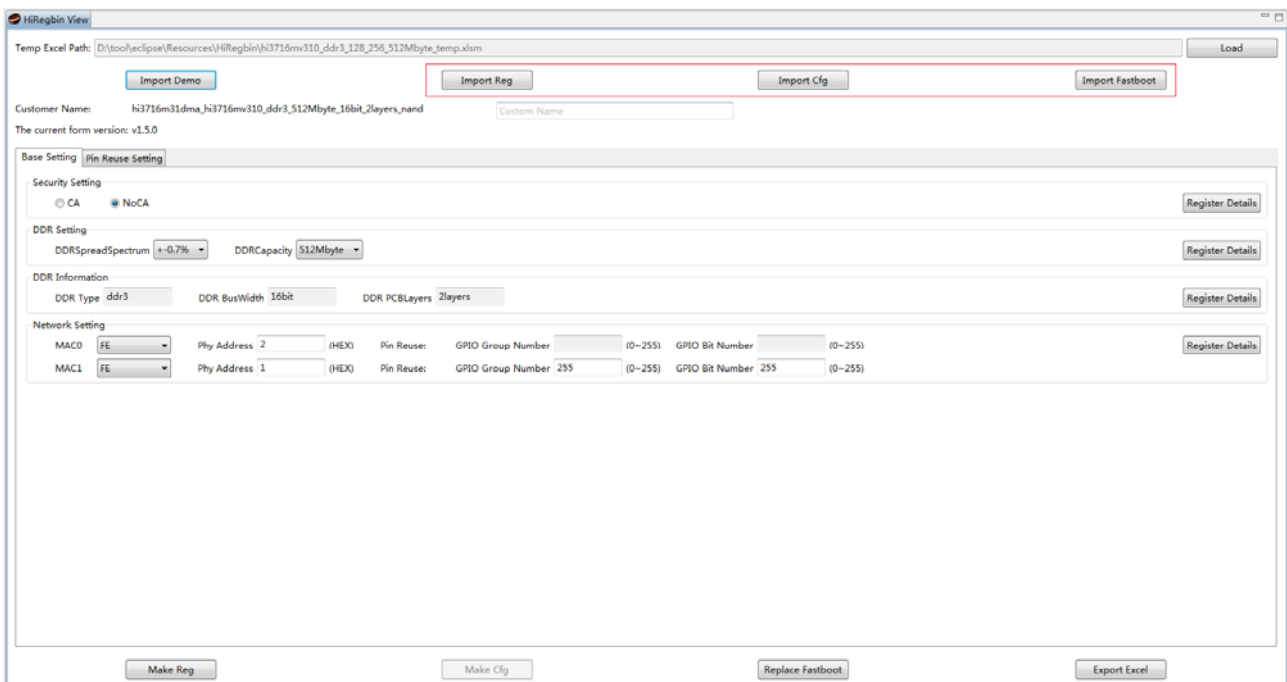 HiRegbin View
Temp Excel Path: D:\tool\eclipse\Resources\HiRegbin\hi3716mv310_ddr3_128_256_512Mbyte_temp.xlsm Load
Import Demo Import Reg Import Cfg Import Fastboot
Customer Name: hi3716m31dma_hi3716mv310_ddr3_512Mbyte_16bit_2layers_nand Custom Name
The current form version: v1.5.0
Base Setting Pin Reuse Setting
Security Setting
CA NoCA Register Details
DDR Setting
DDRSpreadSpectrum +-0.7% DDRCapacity 512Mbyte Register Details
DDR Information
DDR Type ddr3 DDR BusWidth 16bit DDR PCBLayers 2layers Register Details
Network Setting
MAC0 FE Phy Address 2 (HEX) Pin Reuse: GPIO Group Number (0~255) GPIO Bit Number (0~255) Register Details
MAC1 FE Phy Address 1 (HEX) Pin Reuse: GPIO Group Number 255 (0~255) GPIO Bit Number 255 (0~255)
Make Reg Make Cfg Replace Fastboot Export Excel